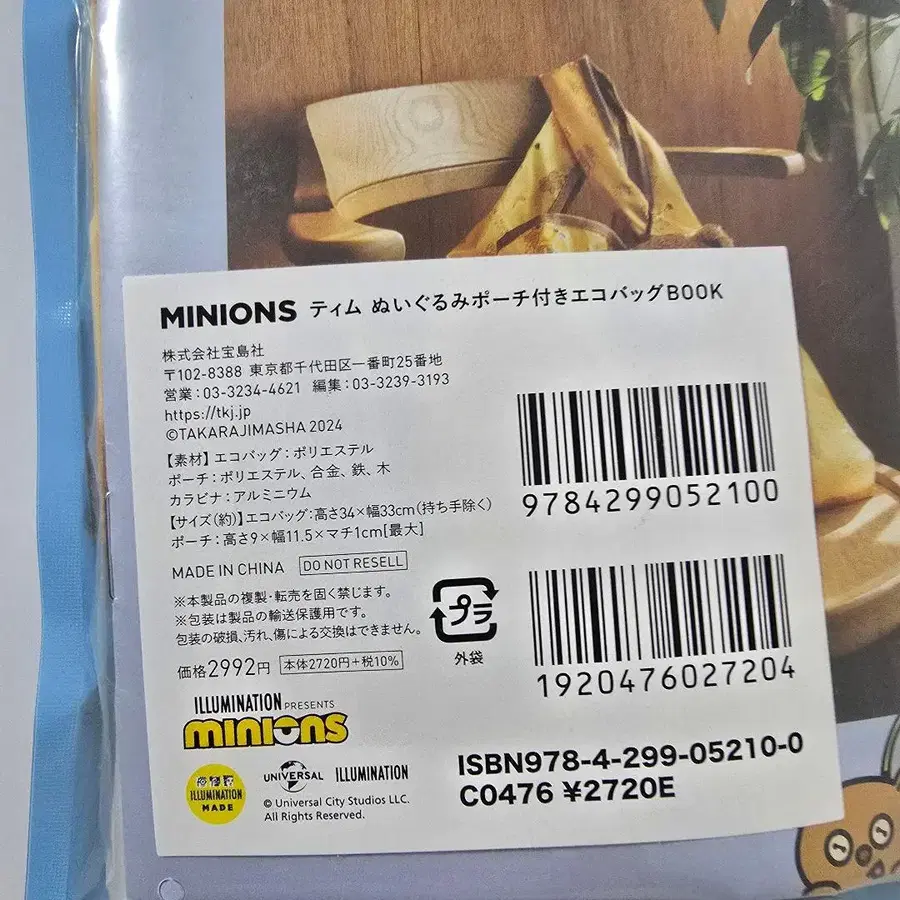 MINIONS ティム ぬいぐるみポーチ付きエコバッグBOOK
株式会社宝島社
〒102-8388 東京都千代田区一番町25番地
営業：03-3234-4621 編集：03-3239-3193
https://tkj.jp
©TAKARAJIMASHA 2024
【素材】エコバッグ：ポリエステル
ポーチ：ポリエステル、合金、鉄、木
カラビナ：アルミニウム
【サイズ（約）】エコバッグ：高さ34×幅33cm（持ち手除く）
ポーチ：高さ9×幅11.5×マチ1cm[最大]
MADE IN CHINA DO NOT RESELL
※本製品の複製・転売を固く禁じます。
※包装は製品の輸送保護用です。
包装の破損、汚れ、傷による交換はできません。
価格2992円 本体2720円+税10%
プラ
外袋
9784299052100
1920476027204
ILLUMINATION PRESENTS
minions
ILLUMINATION
MADE
UNIVERSAL ILLUMINATION
© Universal City Studios LLC.
All Rights Reserved.
ISBN978-4-299-05210-0
C0476 ¥2720E